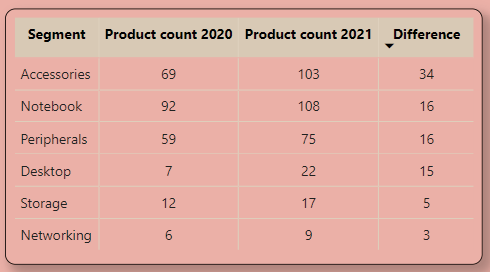 Segment Product count 2020 Product count 2021 Difference
Accessories 69 103 34
Notebook 92 108 16
Peripherals 59 75 16
Desktop 7 22 15
Storage 12 17 5
Networking 6 9 3